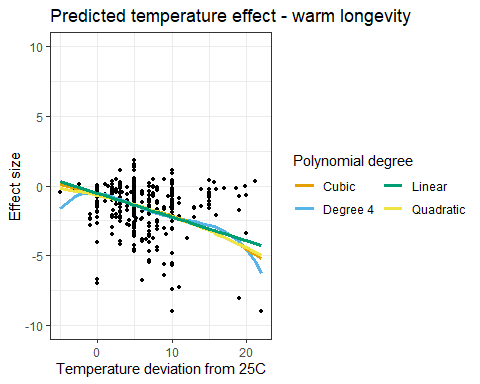 Predicted temperature effect - warm longevity
10
5
0
-5
-10
Effect size
0
10
20
Temperature deviation from 25C
Polynomial degree
Cubic
Linear
Degree 4
Quadratic